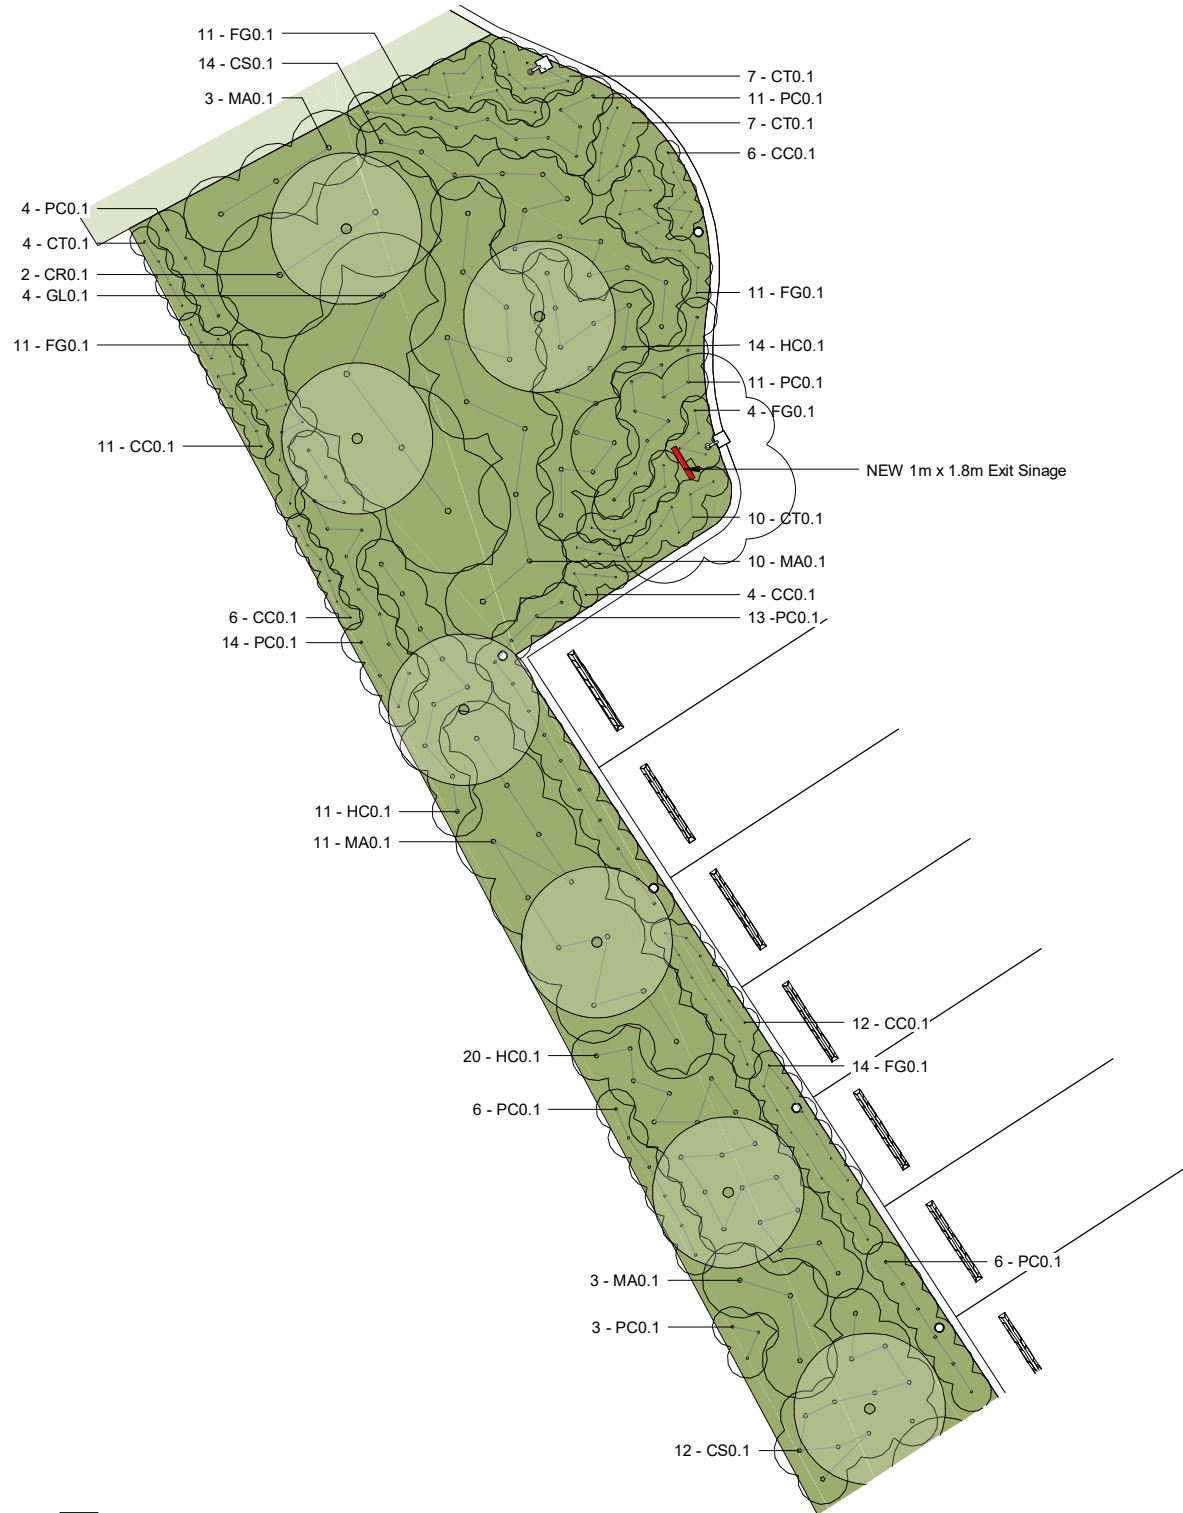 11 - FG0.1
14 - CS0.1
3 - MA0.1
7 - CT0.1
11 - PC0.1
7 - CT0.1
6 - CC0.1
4 - PC0.1
4 - CT0.1
2 - CR0.1
4 - GL0.1
11 - FG0.1
11 - FG0.1
14 - HC0.1
11 - PC0.1
4 - FG0.1
11 - CC0.1
NEW 1m x 1.8m Exit Sinage
10 - CT0.1
10 - MA0.1
4 - CC0.1
6 - CC0.1
13 -PC0.1
14 - PC0.1
11 - HC0.1
11 - MA0.1
12 - CC0.1
20 - HC0.1
14 - FG0.1
6 - PC0.1
6 - PC0.1
3 - MA0.1
3 - PC0.1
12 - CS0.1